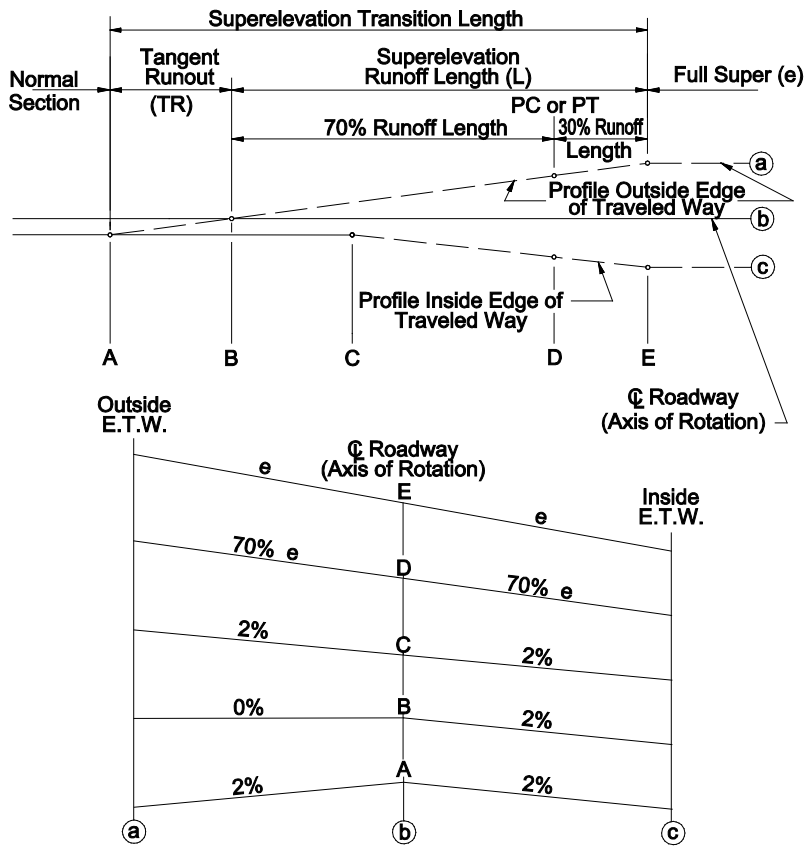 Superelevation Transition Length
Normal
Section
Tangent
Runout
(TR)
Superelevation
Runoff Length (L)
Full Super (e)
PC or PT
70% Runoff Length
30% Runoff
Length
a
Profile Outside Edge
of Traveled Way
b
c
Profile Inside Edge of
Traveled Way
A
B
C
D
E
℄ Roadway
(Axis of Rotation)
Outside
E.T.W.
℄ Roadway
(Axis of Rotation)
Inside
E.T.W.
e
E
e
70% e
D
70% e
2%
C
2%
0%
B
2%
2%
A
2%
a
b
c